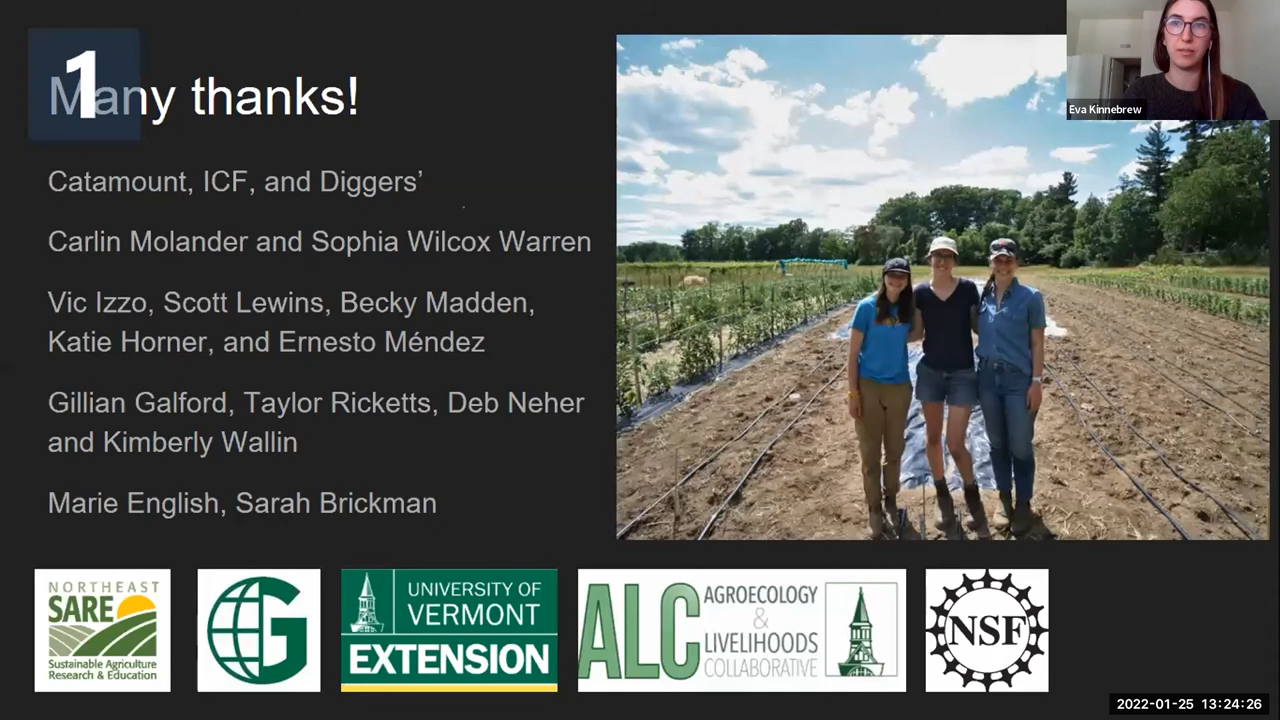 1
Many thanks!
Eva Kinnebrew
Catamount, ICF, and Diggers’
Carlin Molander and Sophia Wilcox Warren
Vic Izzo, Scott Lewins, Becky Madden,
Katie Horner, and Ernesto Méndez
Gillian Galford, Taylor Ricketts, Deb Neher
and Kimberly Wallin
Marie English, Sarah Brickman
NORTHEAST
SARE
Sustainable Agriculture
Research & Education
G
UNIVERSITY OF
VERMONT
EXTENSION
ALC
AGROECOLOGY
&
LIVELIHOODS
COLLABORATIVE
NSF
2022-01-25 13:24:26